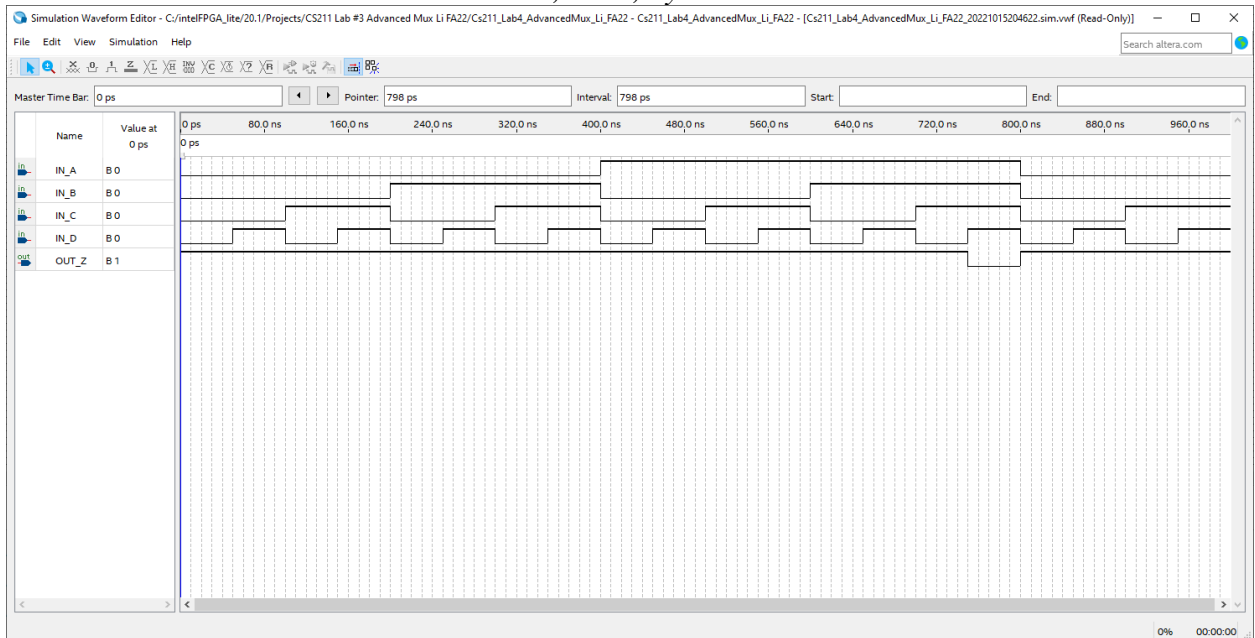 Simulation Waveform Editor - C:/intelFPGA_lite/20.1/Projects/CS211 Lab #3 Advanced Mux Li FA22/Cs211_Lab4_AdvancedMux_Li_FA22 - Cs211_Lab4_AdvancedMux_Li_FA22 - [Cs211_Lab4_AdvancedMux_Li_FA22_20221015204622.sim.vwf (Read-Only)]
File Edit View Simulation Help
Search altera.com
Master Time Bar: 0 ps Pointer: 798 ps Interval: 798 ps Start: End:
Name Value at 0 ps
0 ps 80.0 ns 160.0 ns 240.0 ns 320.0 ns 400.0 ns 480.0 ns 560.0 ns 640.0 ns 720.0 ns 800.0 ns 880.0 ns 960.0 ns
0 ps
in IN_A B 0
in IN_B B 0
in IN_C B 0
in IN_D B 0
out OUT_Z B 1
0% 00:00:00